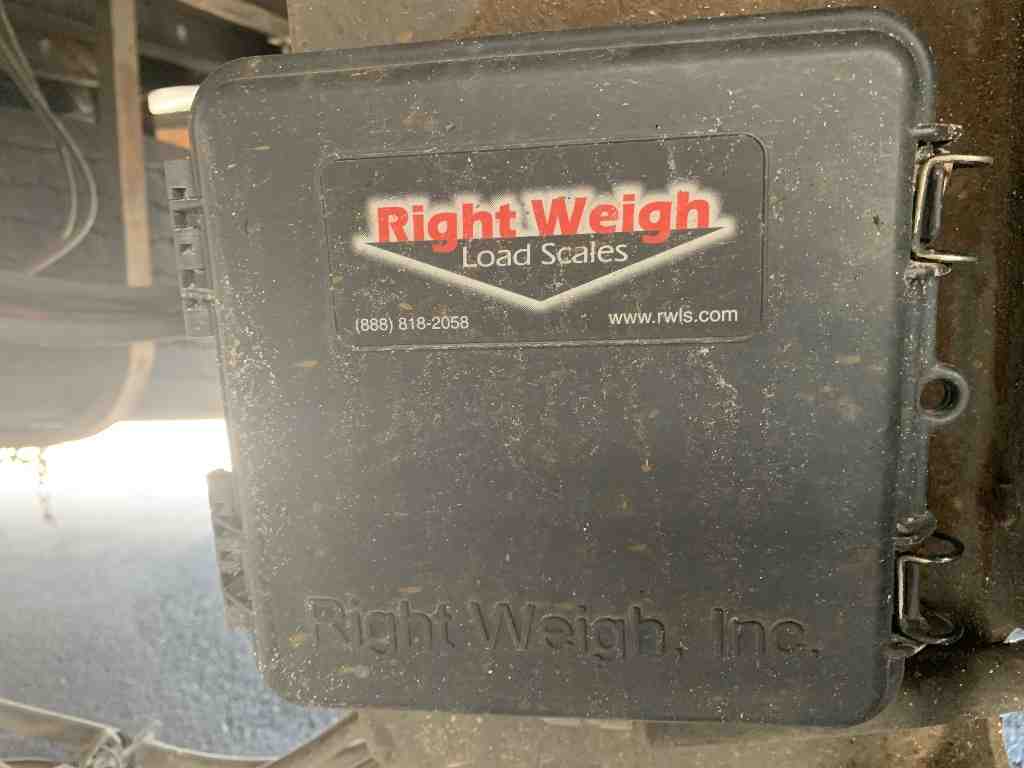 Right Weigh
Load Scales
(888) 818-2058 www.rwls.com
Right Weigh, Inc.